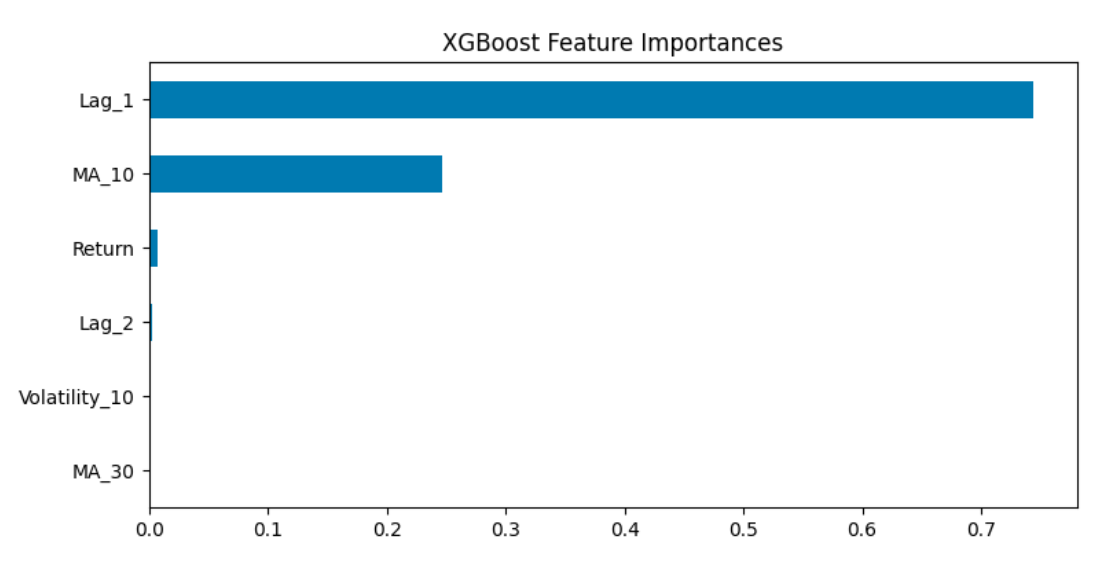 XGBoost Feature Importances
Lag_1
MA_10
Return
Lag_2
Volatility_10
MA_30
0.0 0.1 0.2 0.3 0.4 0.5 0.6 0.7